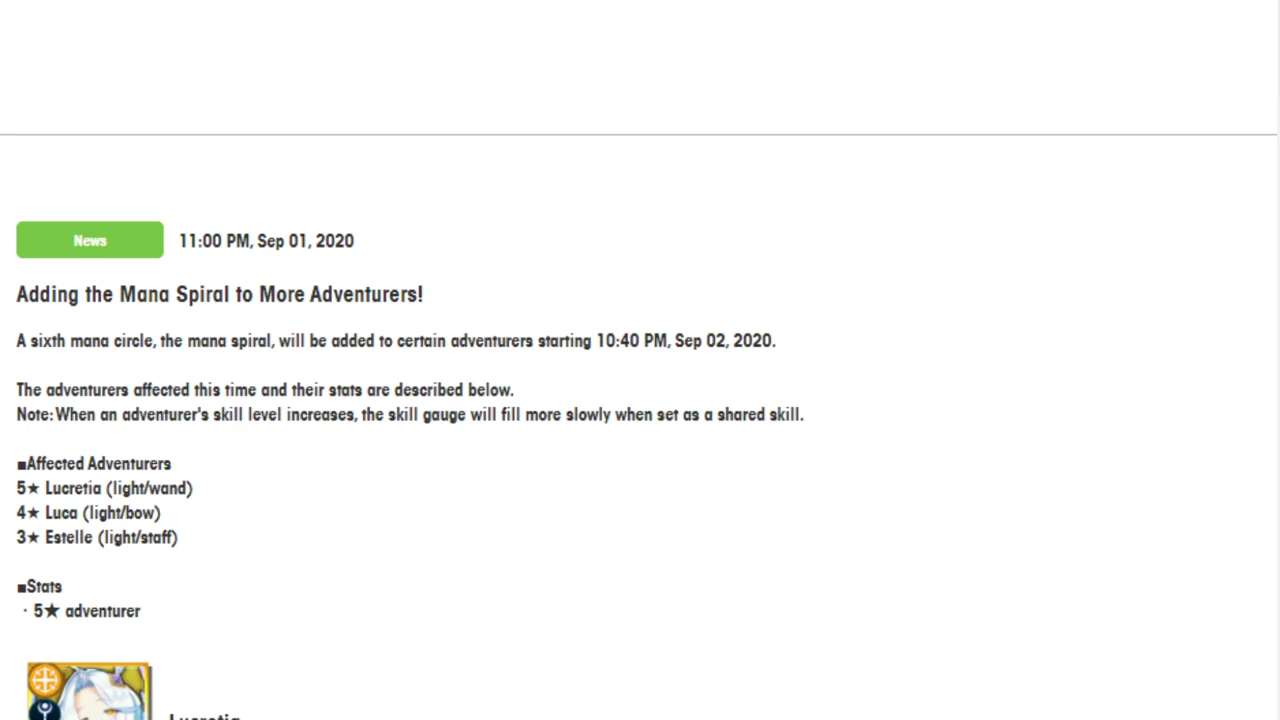 News
11:00 PM, Sep 01, 2020
Adding the Mana Spiral to More Adventurers!
A sixth mana circle, the mana spiral, will be added to certain adventurers starting 10:40 PM, Sep 02, 2020.
The adventurers affected this time and their stats are described below.
Note: When an adventurer's skill level increases, the skill gauge will fill more slowly when set as a shared skill.
■Affected Adventurers
5★ Lucretia (light/wand)
4★ Luca (light/bow)
3★ Estelle (light/staff)
■Stats
・5★ adventurer
Lucretia